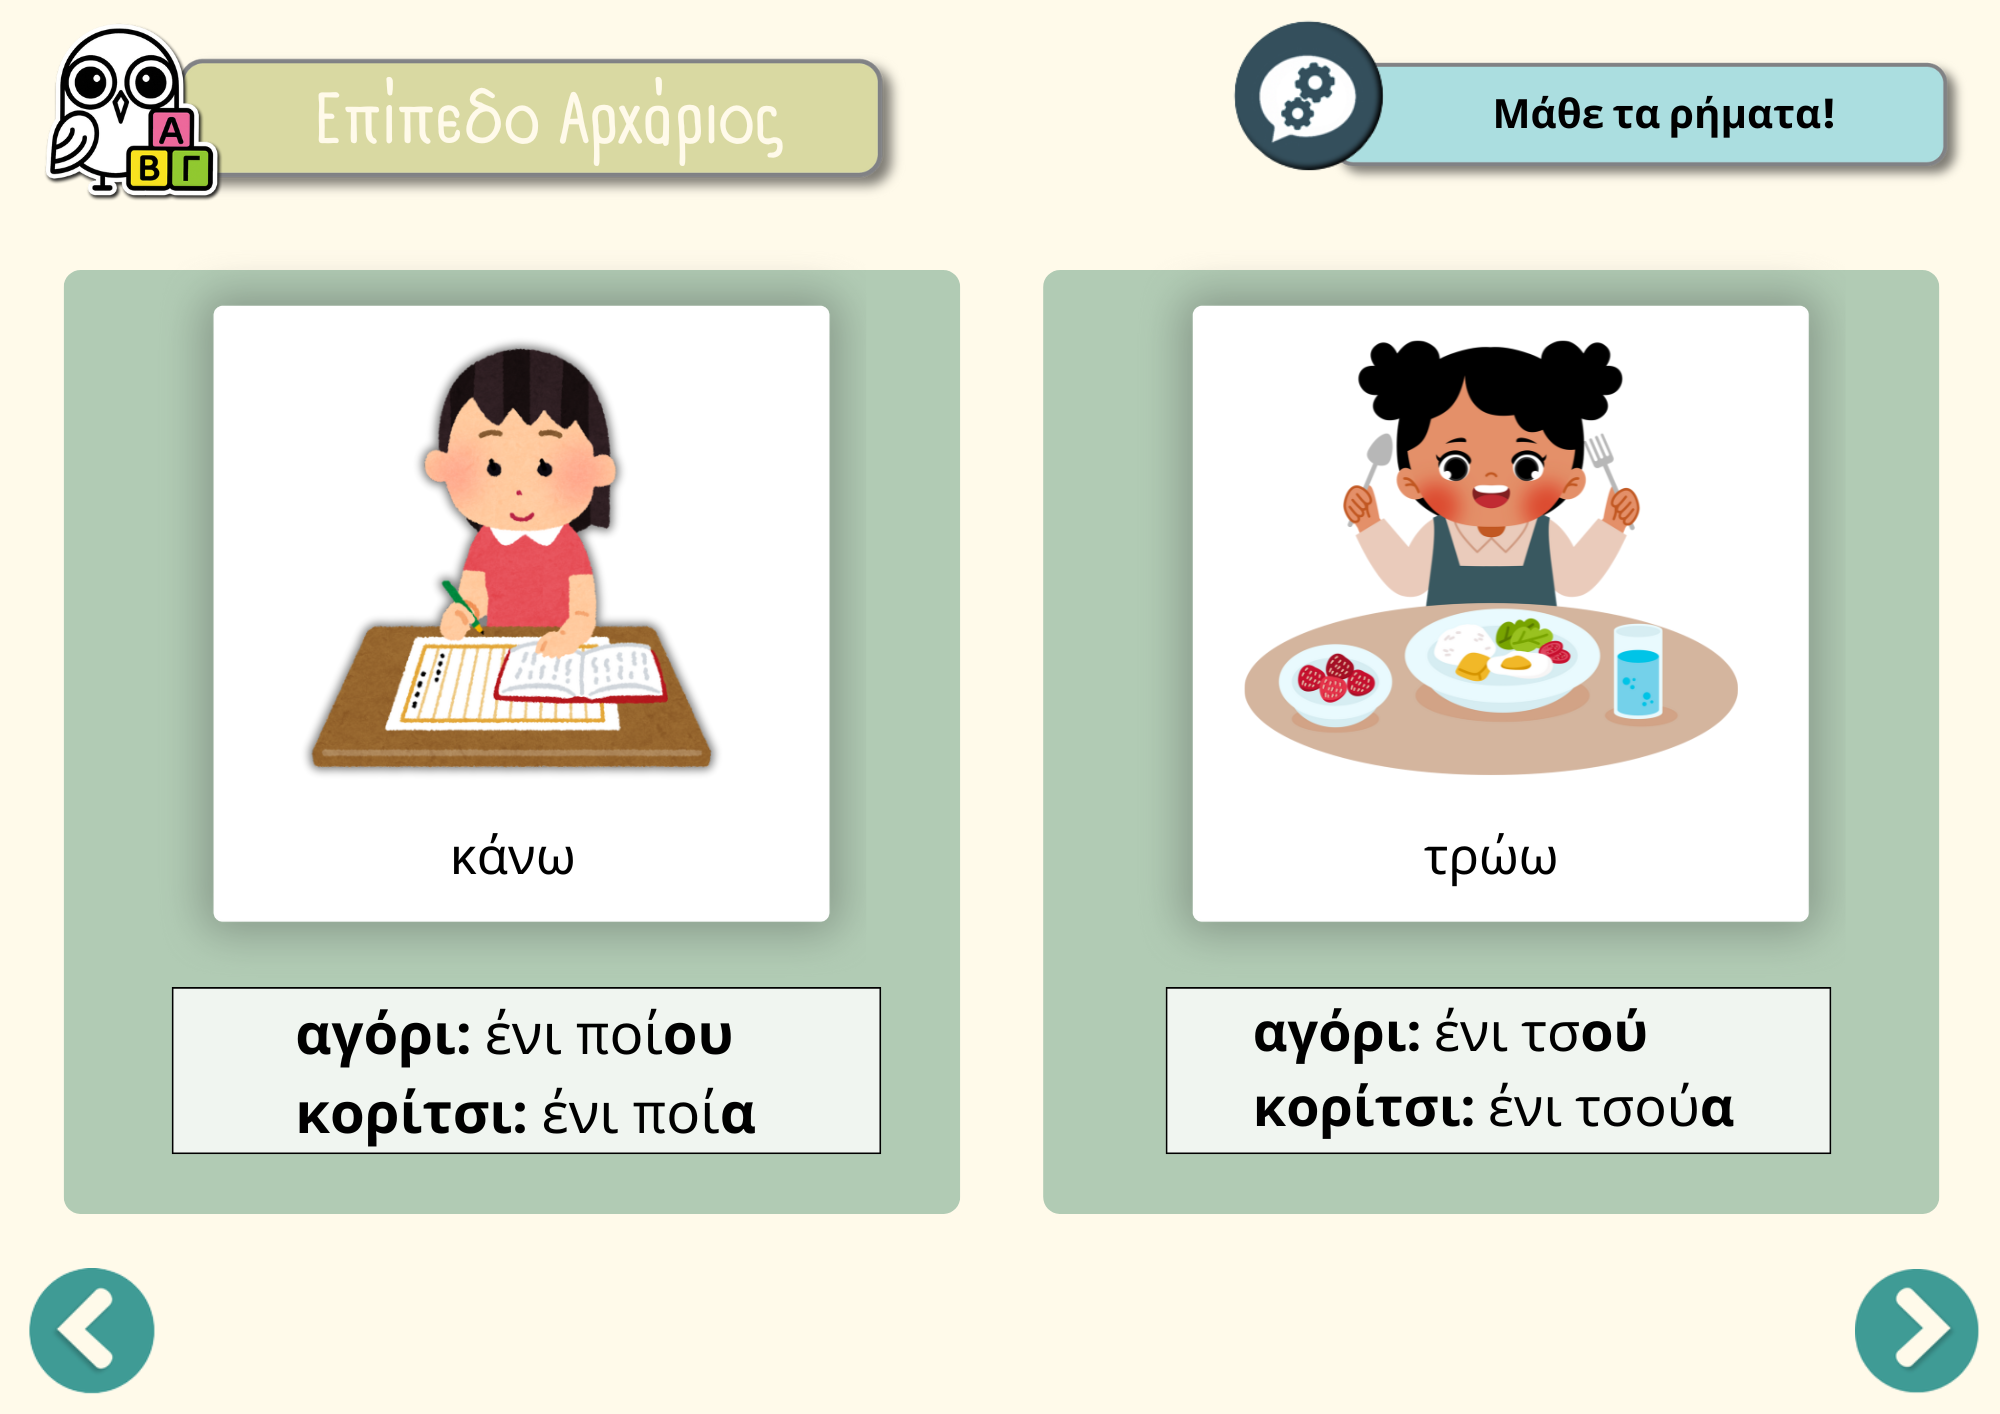 Επίπεδο Αρχάριος
Α
Β Γ
Μάθε τα ρήματα!
κάνω
αγόρι: ένι ποίου
κορίτσι: ένι ποία
τρώω
αγόρι: ένι τσού
κορίτσι: ένι τσούα